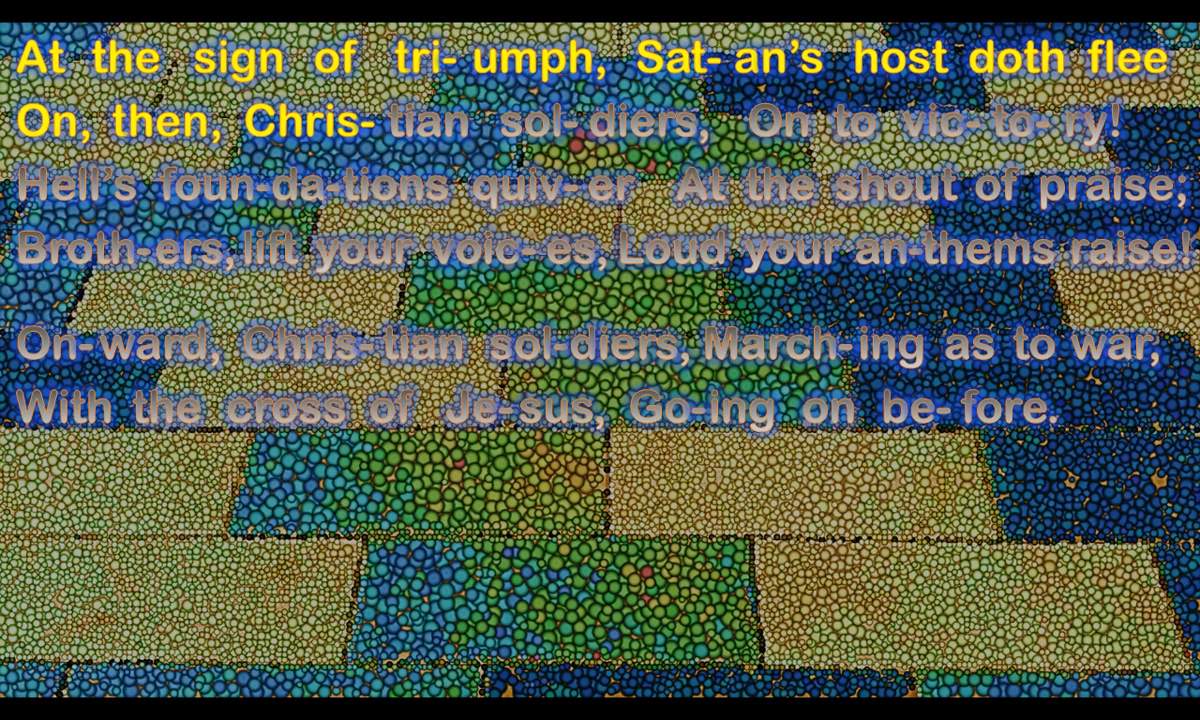 At the sign of tri- umph, Sat- an's host doth flee
On, then, Chris- tian sol- diers, On to vic- to- ry!
Hell's foun-da-tions quiv- er At the shout of praise;
Broth-ers, lift your voic- es, Loud your an-thems raise!
On- ward, Chris- tian sol-diers, March-ing as to war,
With the cross of Je-sus, Go-ing on be- fore.